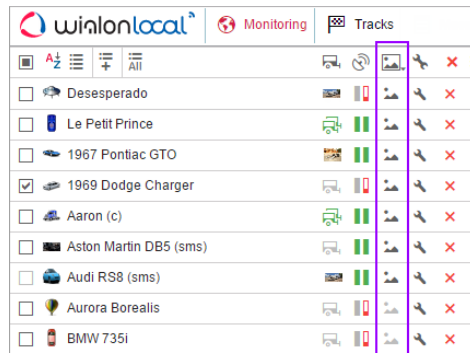 wialonlocal Monitoring Tracks
A Z All
Desesperado
Le Petit Prince
1967 Pontiac GTO
1969 Dodge Charger
Aaron (c)
Aston Martin DB5 (sms)
Audi RS8 (sms)
Aurora Borealis
BMW 735i